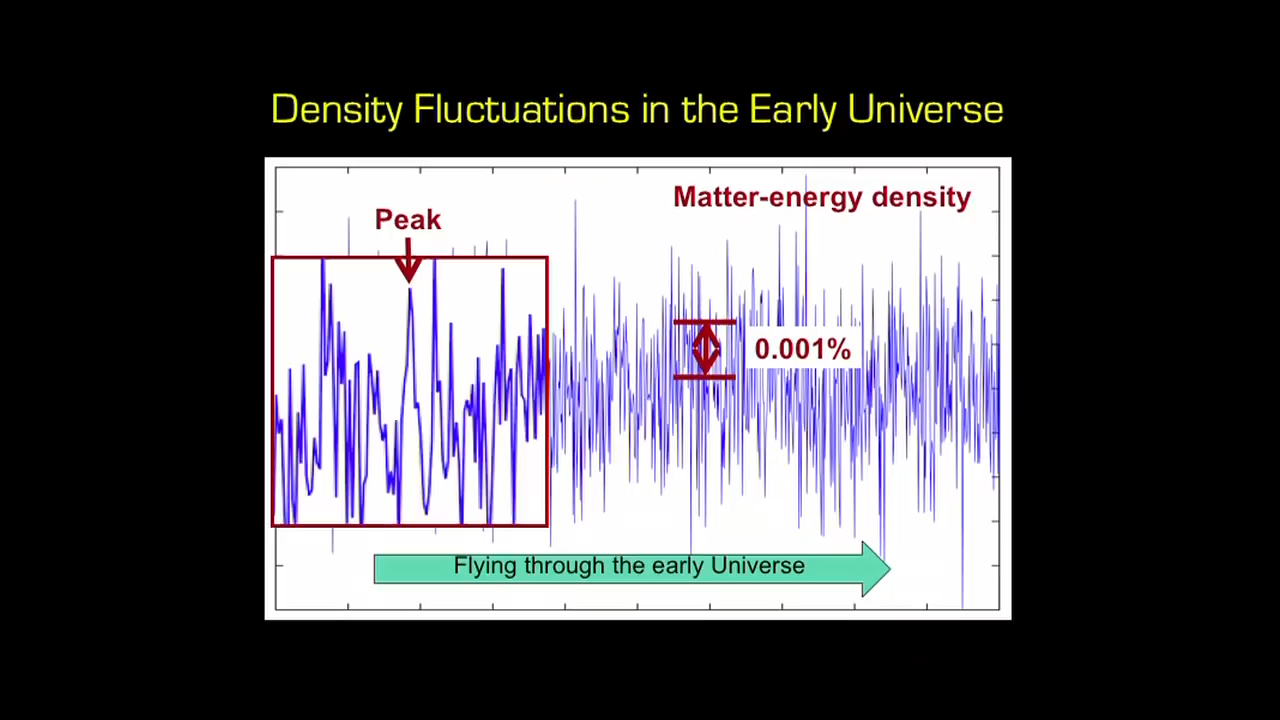 Density Fluctuations in the Early Universe
Matter-energy density
Peak
0.001%
Flying through the early Universe